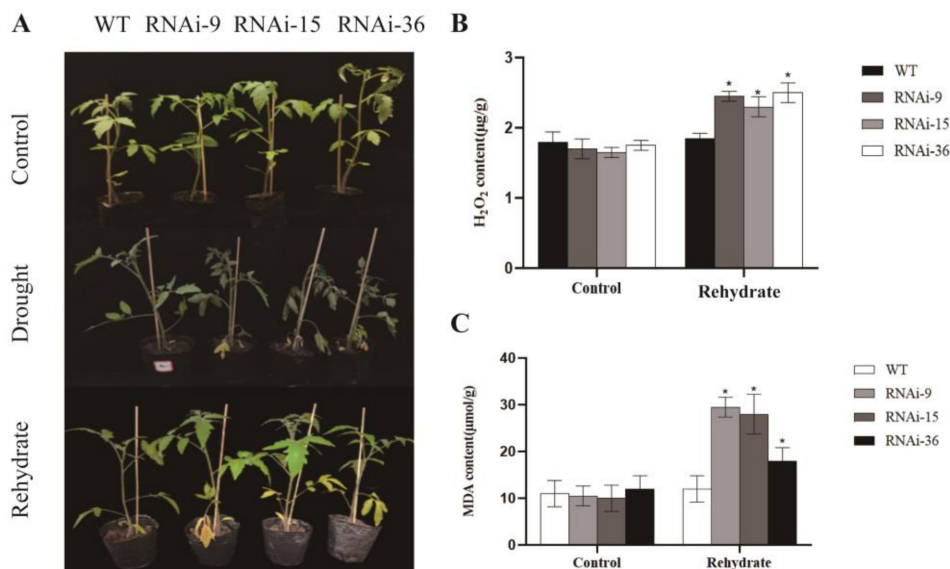 A
WT RNAi-9 RNAi-15 RNAi-36
Control
Drought
Rehydrate
B
H₂O₂ content(µg/g)
3
2
1
0
Control Rehydrate
* * *
WT
RNAi-9
RNAi-15
RNAi-36
C
MDA content(µmol/g)
40
30
20
10
0
Control Rehydrate
* * *
WT
RNAi-9
RNAi-15
RNAi-36